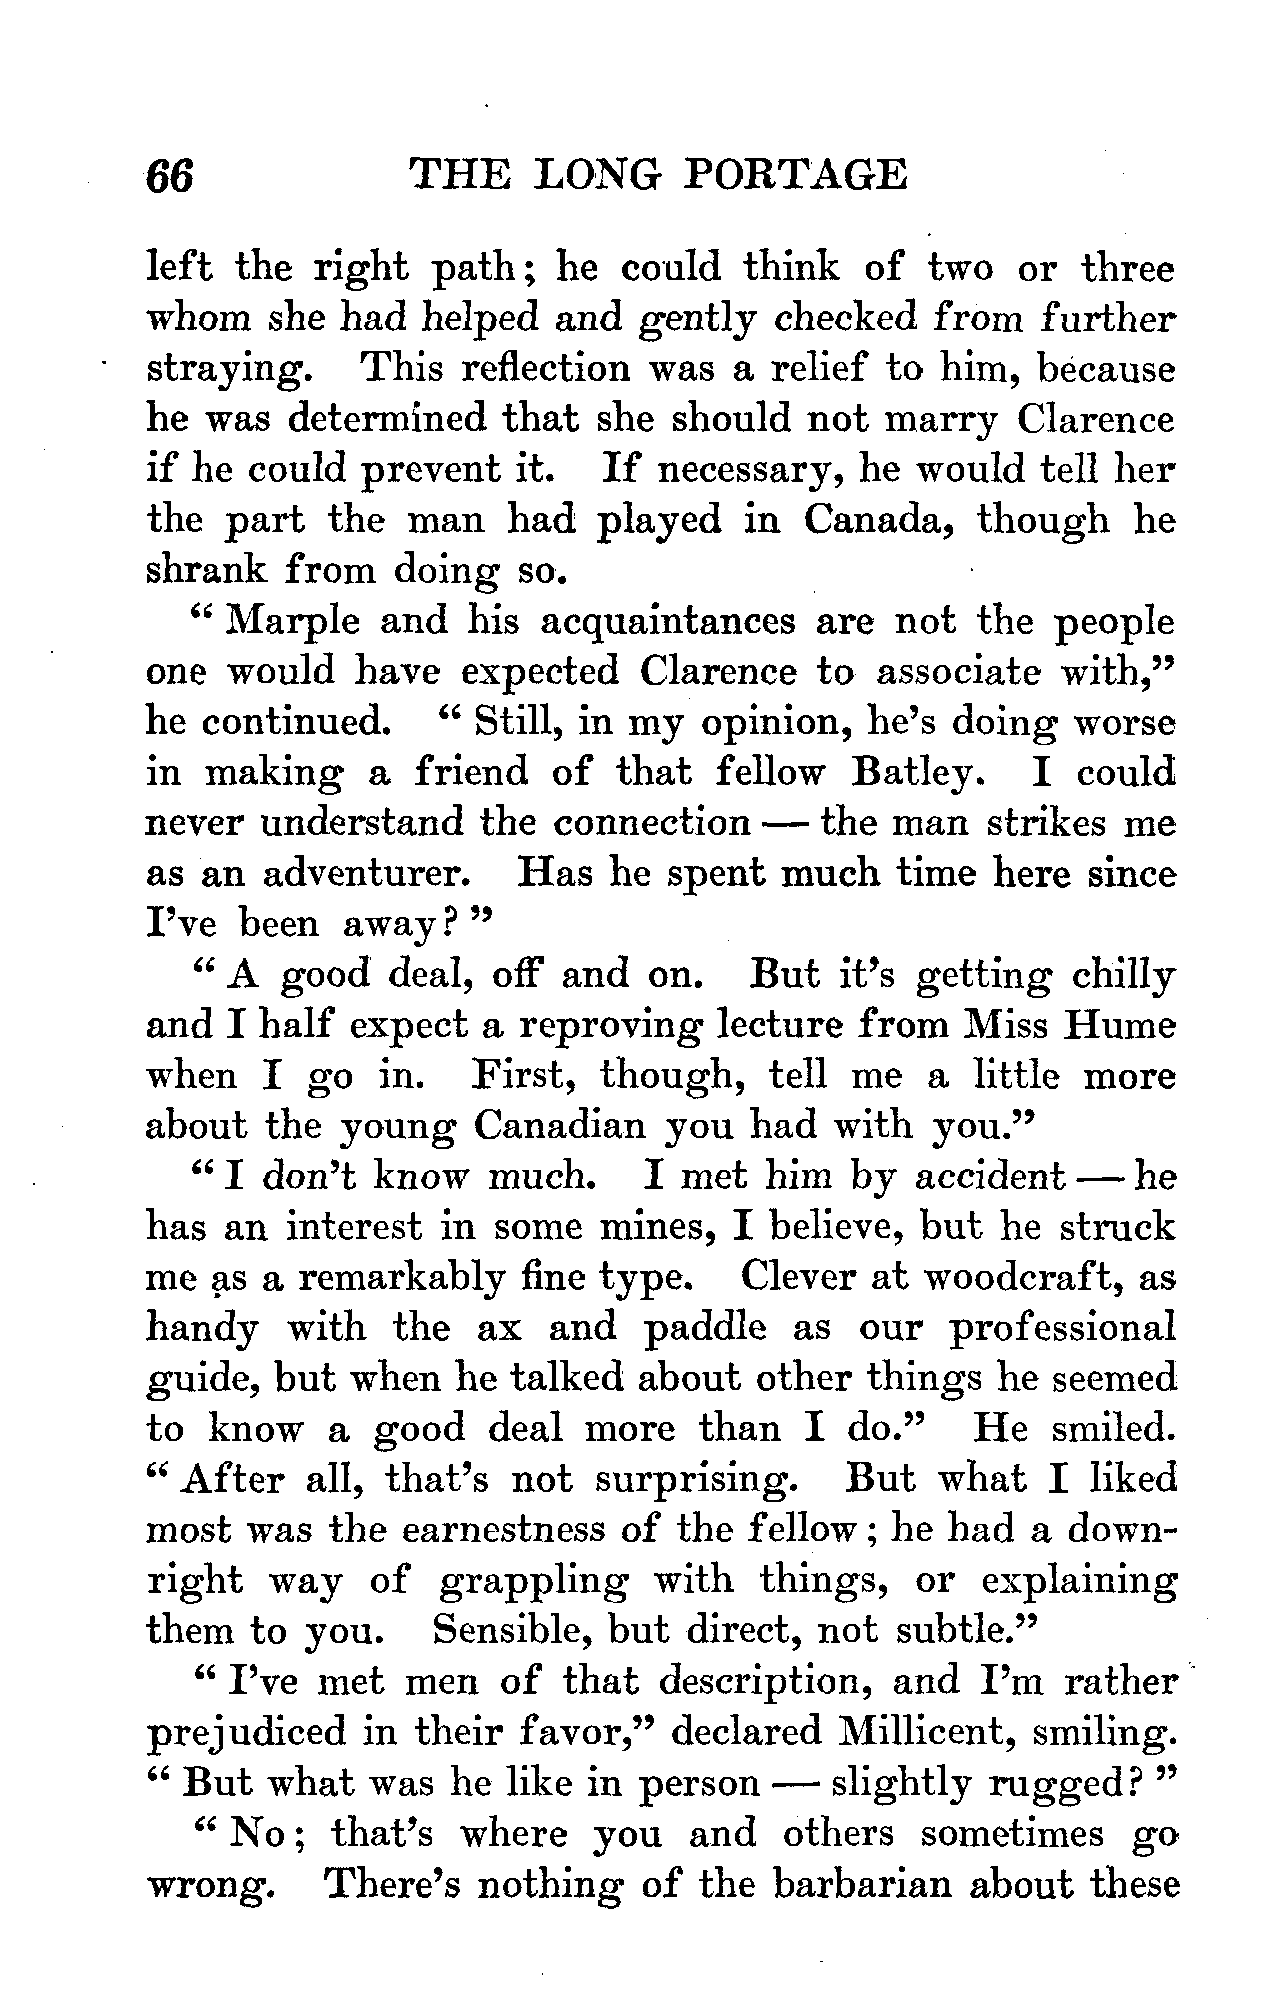 66 THE LONG PORTAGE
left the right path; he could think of two or three
whom she had helped and gently checked from further
straying. This reflection was a relief to him, because
he was determined that she should not marry Clarence
if he could prevent it. If necessary, he would tell her
the part the man had played in Canada, though he
shrank from doing so.
“ Marple and his acquaintances are not the people
one would have expected Clarence to associate with,”
he continued. “ Still, in my opinion, he’s doing worse
in making a friend of that fellow Batley. I could
never understand the connection — the man strikes me
as an adventurer. Has he spent much time here since
I’ve been away? ”
“ A good deal, off and on. But it’s getting chilly
and I half expect a reproving lecture from Miss Hume
when I go in. First, though, tell me a little more
about the young Canadian you had with you.”
“ I don’t know much. I met him by accident — he
has an interest in some mines, I believe, but he struck
me as a remarkably fine type. Clever at woodcraft, as
handy with the ax and paddle as our professional
guide, but when he talked about other things he seemed
to know a good deal more than I do.” He smiled.
“ After all, that’s not surprising. But what I liked
most was the earnestness of the fellow; he had a down-
right way of grappling with things, or explaining
them to you. Sensible, but direct, not subtle.”
“ I’ve met men of that description, and I’m rather
prejudiced in their favor,” declared Millicent, smiling.
“ But what was he like in person — slightly rugged? ”
“ No; that’s where you and others sometimes go
wrong. There’s nothing of the barbarian about these